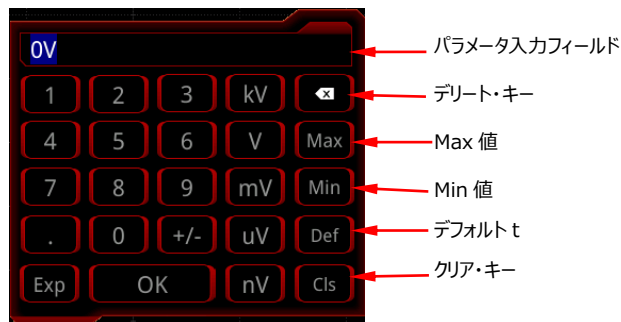 0V パラメータ入力フィールド
1 2 3 kV デリート・キー
4 5 6 V Max Max 値
7 8 9 mV Min Min 値
. 0 +/- uV Def デフォルト t
Exp OK nV Cls クリア・キー